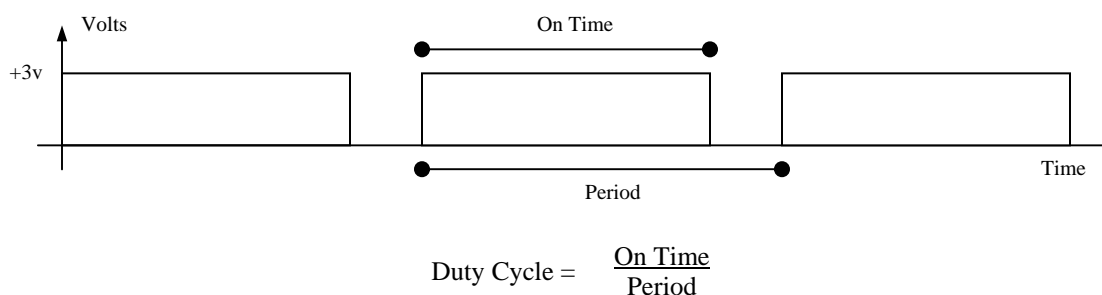 Volts
On Time
+3v
Time
Period
Duty Cycle = On Time
Period